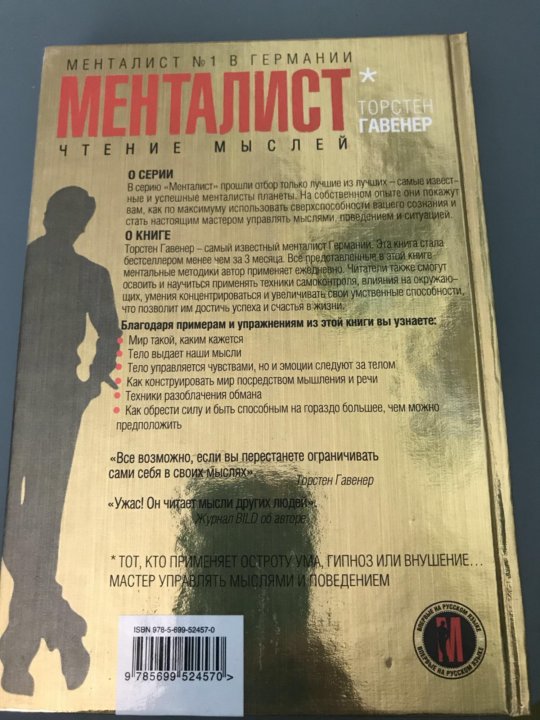 МЕНТАЛИСТ №1 В ГЕРМАНИИ
МЕНТАЛИСТ*
ТОРСТЕН
ГАВЕНЕР
ЧТЕНИЕ МЫСЛЕЙ
О СЕРИИ
В серию «Менталист» прошли отбор только лучшие из лучших – самые извест-
ные и успешные менталисты планеты. На собственном опыте они покажут
вам, как по максимуму использовать сверхспособности вашего сознания и
стать настоящим мастером управлять мыслями, поведением и ситуацией.
О КНИГЕ
Торстен Гавенер – самый известный менталист Германии. Эта книга стала
бестселлером менее чем за 3 месяца. Все представленные в этой книге
ментальные методики автор применяет ежедневно. Читатели также смогут
освоить и научиться применять техники самоконтроля, влияния на окружаю-
щих, умения концентрироваться и увеличивать свои умственные способности,
что позволит им достичь успеха и счастья в жизни.
Благодаря примерам и упражнениям из этой книги вы узнаете:
• Мир такой, каким кажется
• Тело выдает наши мысли
• Тело управляется чувствами, но и эмоции следуют за телом
• Как конструировать мир посредством мышления и речи
• Техники разоблачения обмана
• Как обрести силу и быть способным на гораздо большее, чем можно
предположить
«Все возможно, если вы перестанете ограничивать
сами себя в своих мыслях».
Торстен Гавенер
«Ужас! Он читает мысли других людей».
Журнал BILD об авторе
* ТОТ, КТО ПРИМЕНЯЕТ ОСТРОТУ УМА, ГИПНОЗ ИЛИ ВНУШЕНИЕ...
МАСТЕР УПРАВЛЯТЬ МЫСЛЯМИ И ПОВЕДЕНИЕМ
ISBN 978-5-699-52457-0
9 785699 524570 >
ВПЕРВЫЕ НА РУССКОМ ЯЗЫКЕ
М
ВПЕРВЫЕ НА РУССКОМ ЯЗЫКЕ